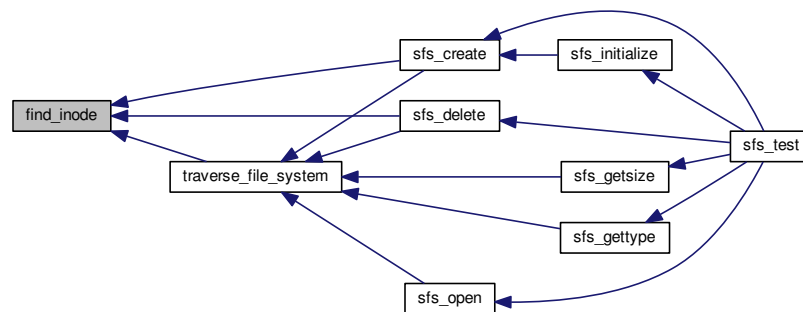 sfs_create
sfs_initialize
find_inode
sfs_delete
sfs_test
traverse_file_system
sfs_getsize
sfs_gettype
sfs_open